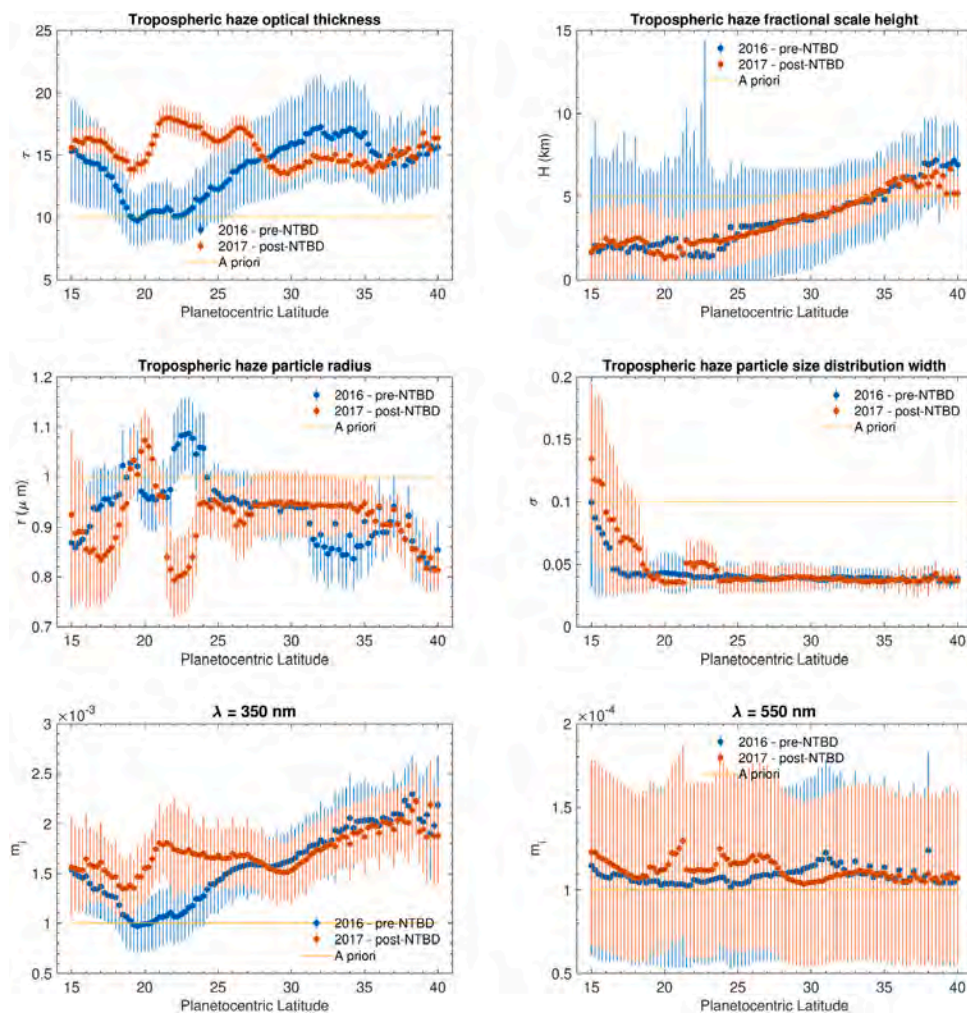 Tropospheric haze optical thickness
25
20
15
10
5
τ
2016 - pre-NTBD
2017 - post-NTBD
A priori
15 20 25 30 35 40
Planetocentric Latitude
Tropospheric haze fractional scale height
15
10
5
0
H (km)
2016 - pre-NTBD
2017 - post-NTBD
A priori
15 20 25 30 35 40
Planetocentric Latitude
Tropospheric haze particle radius
1.2
1.1
1
0.9
0.8
0.7
r (μ m)
2016 - pre-NTBD
2017 - post-NTBD
A priori
15 20 25 30 35 40
Planetocentric Latitude
Tropospheric haze particle size distribution width
0.2
0.15
0.1
0.05
0
σ
2016 - pre-NTBD
2017 - post-NTBD
A priori
15 20 25 30 35 40
Planetocentric Latitude
×10⁻³
λ = 350 nm
3
2.5
2
1.5
1
0.5
mᵢ
2016 - pre-NTBD
2017 - post-NTBD
A priori
15 20 25 30 35 40
Planetocentric Latitude
×10⁻⁴
λ = 550 nm
2
1.5
1
0.5
mᵢ
2016 - pre-NTBD
2017 - post-NTBD
A priori
15 20 25 30 35 40
Planetocentric Latitude